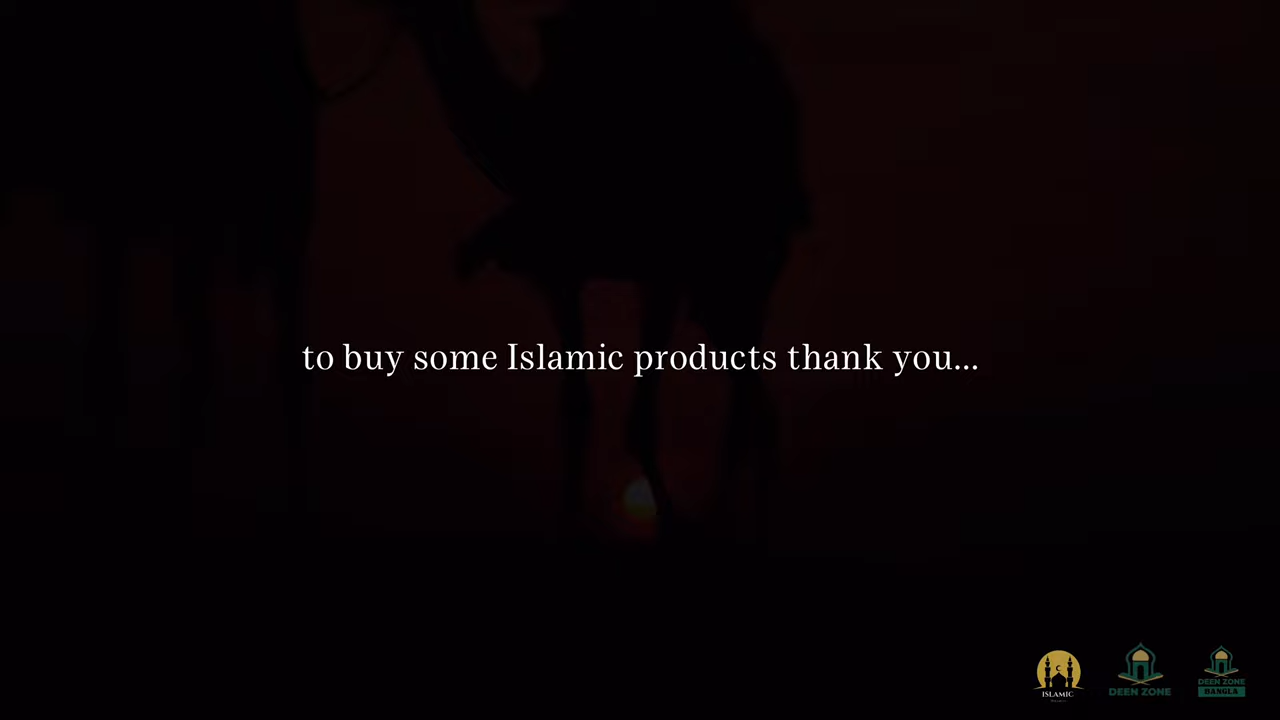 to buy some Islamic products thank you...
ISLAMIC
DEEN ZONE
DEEN ZONE
BANGLA